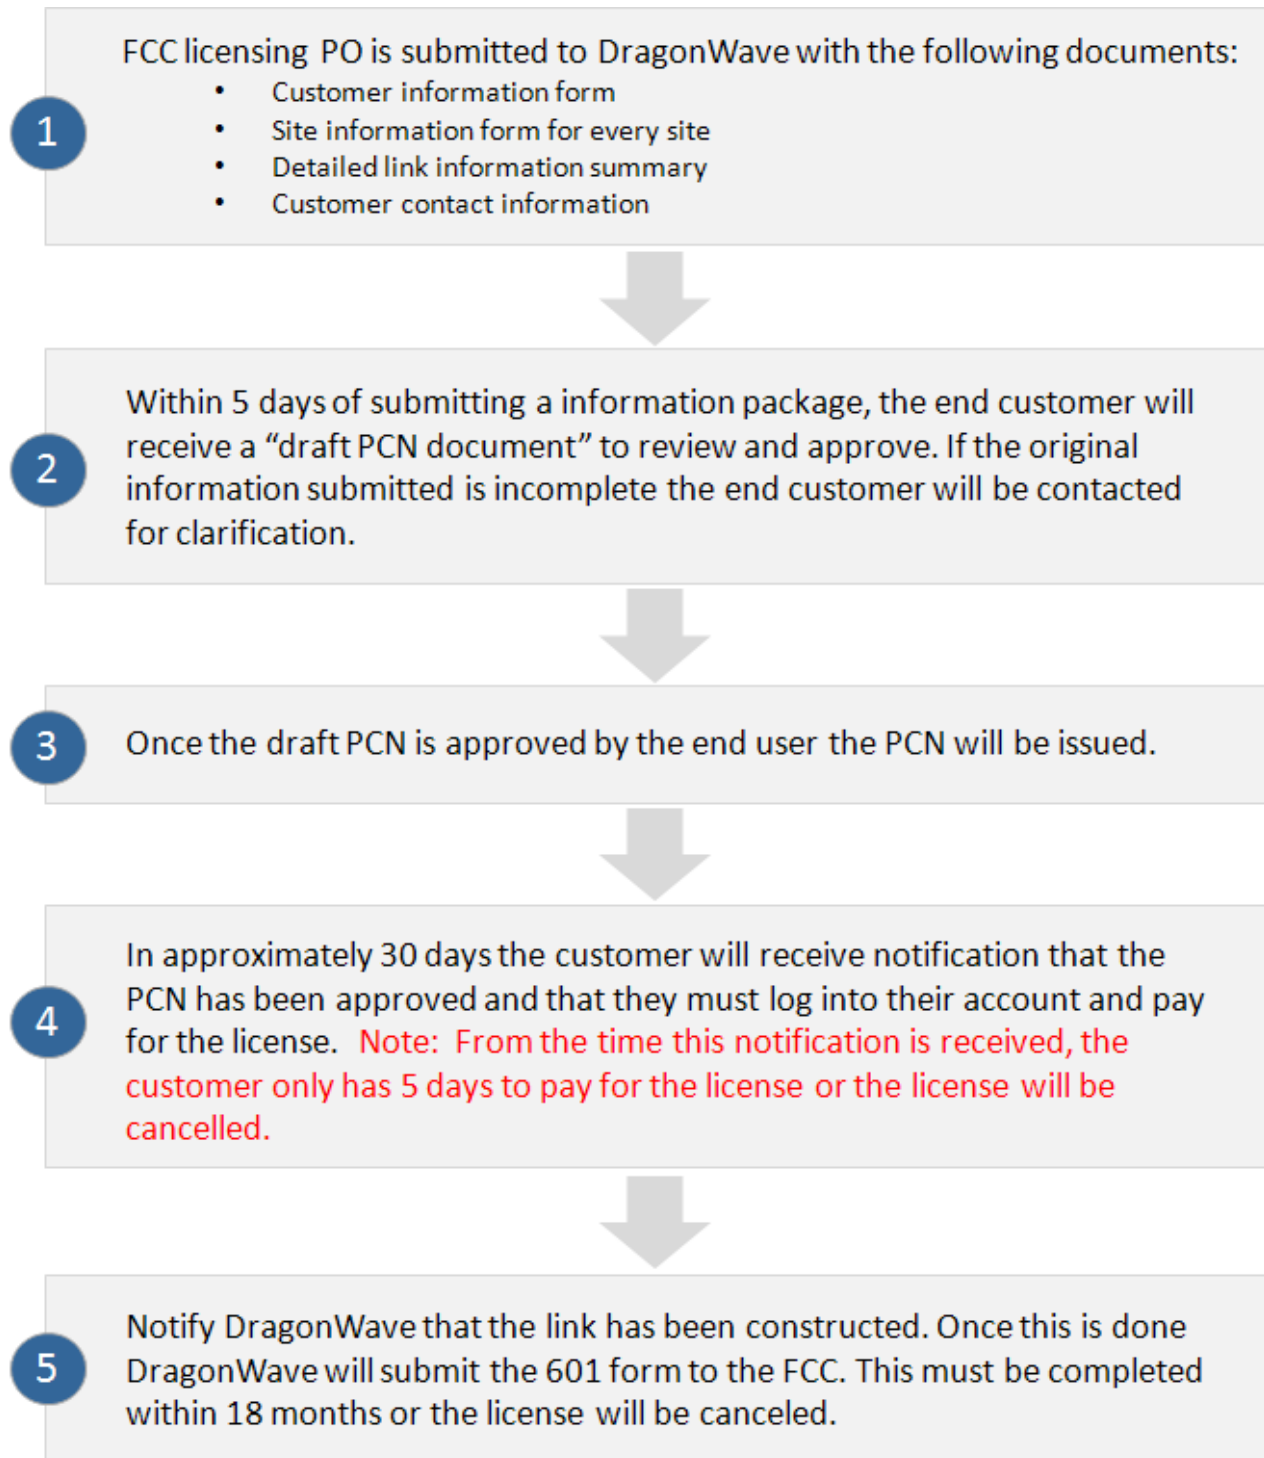 FCC licensing PO is submitted to DragonWave with the following documents:
• Customer information form
1
• Site information form for every site
• Detailed link information summary
• Customer contact information
Within 5 days of submitting a information package, the end customer will
receive a “draft PCN document” to review and approve. If the original
2
information submitted is incomplete the end customer will be contacted
for clarification.
3
Once the draft PCN is approved by the end user the PCN will be issued.
In approximately 30 days the customer will receive notification that the
PCN has been approved and that they must log into their account and pay
4
for the license. Note: From the time this notification is received, the
customer only has 5 days to pay for the license or the license will be
cancelled.
Notify DragonWave that the link has been constructed. Once this is done
5
DragonWave will submit the 601 form to the FCC. This must be completed
within 18 months or the license will be canceled.